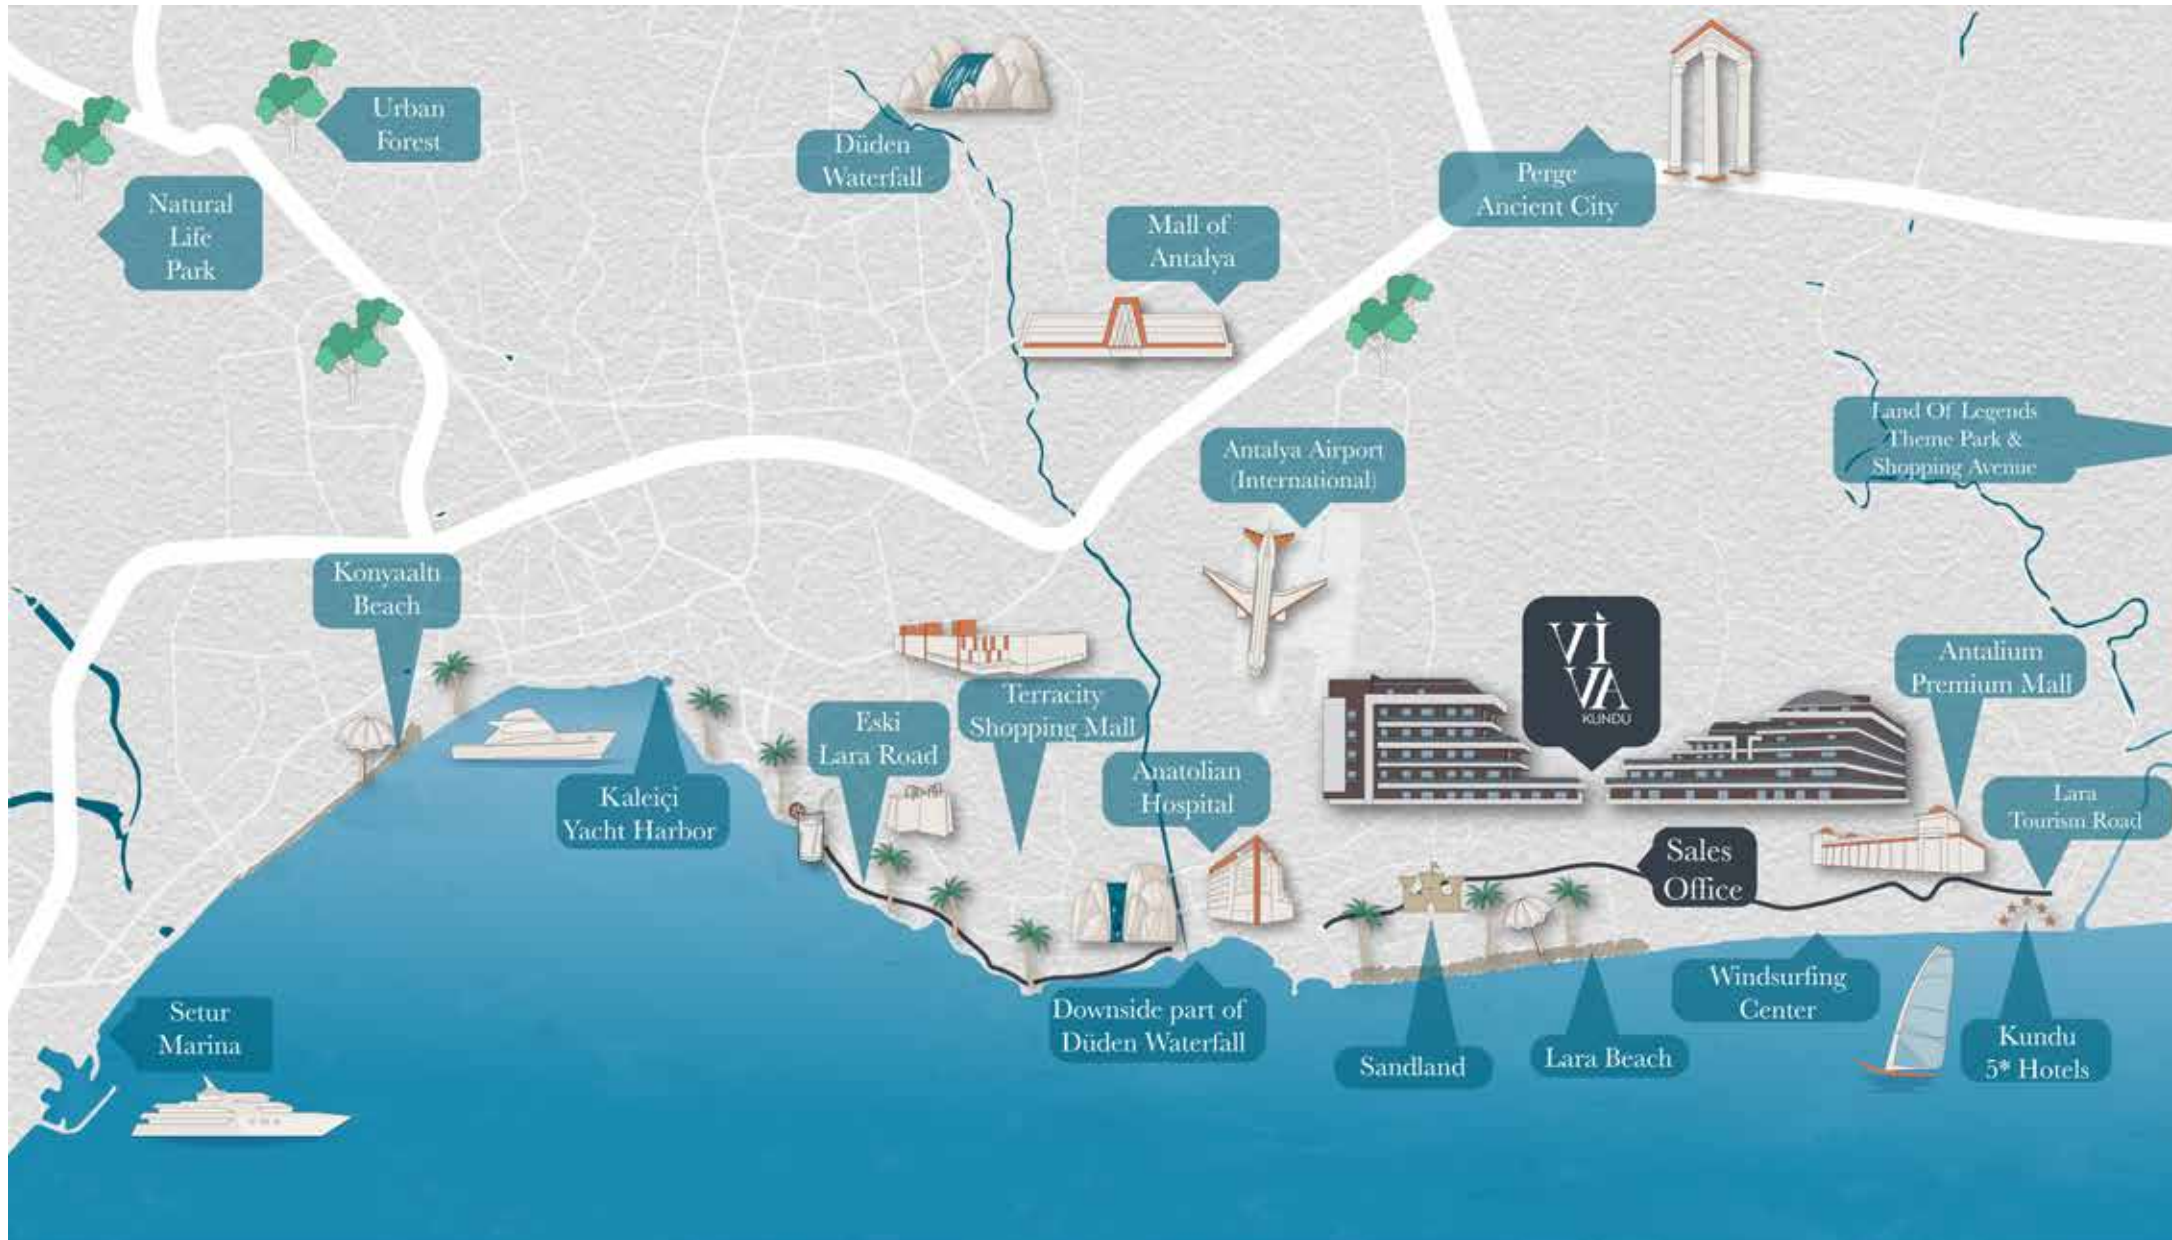 Urban
Forest
Natural
Life
Park
Düden
Waterfall
Perge
Ancient City
Mall of
Antalya
Antalya Airport
(International)
Land Of Legends
Theme Park &
Shopping Avenue
Konyaaltı
Beach
Kaleiçi
Yacht Harbor
Eski
Lara Road
Terracity
Shopping Mall
Anatolian
Hospital
VİVA
KUNDU
Antalium
Premium Mall
Lara
Tourism Road
Sales
Office
Setur
Marina
Downside part of
Düden Waterfall
Sandland
Lara Beach
Windsurfing
Center
Kundu
5* Hotels